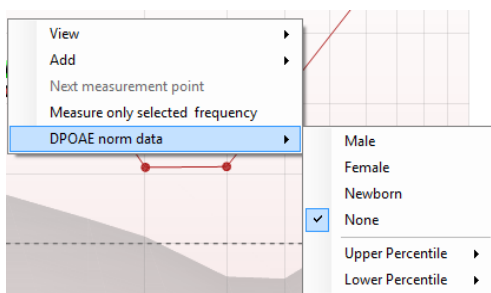 View
Add
Next measurement point
Measure only selected frequency
DPOAE norm data
Male
Female
Newborn
None
Upper Percentile
Lower Percentile